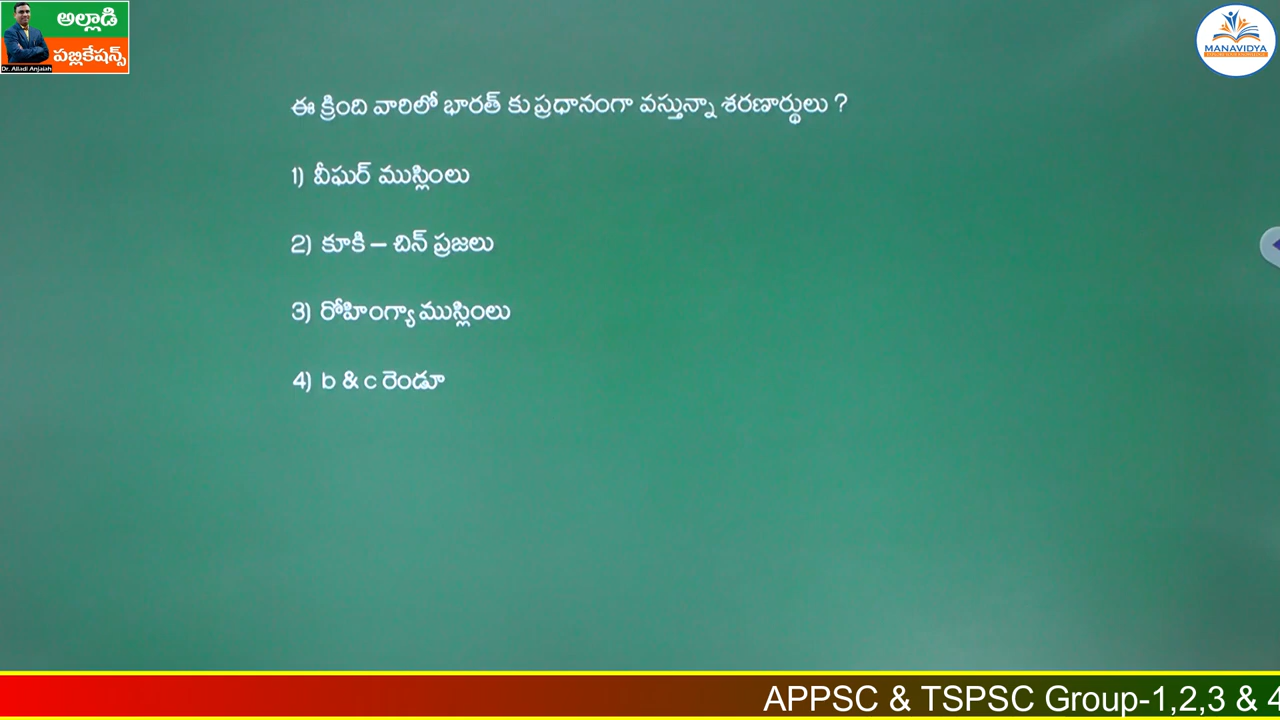 అల్లాడి
పబ్లికేషన్స్
Dr. Alladi Anjaiah
MANAVIDYA
ఈ క్రింది వారిలో భారత్ కు ప్రధానంగా వస్తున్నా శరణార్థులు ?
1) వీఘర్ ముస్లింలు
2) కూకి – చిన్ ప్రజలు
3) రోహింగ్యా ముస్లింలు
4) b & c రెండూ
APPSC & TSPSC Group-1,2,3 & 4